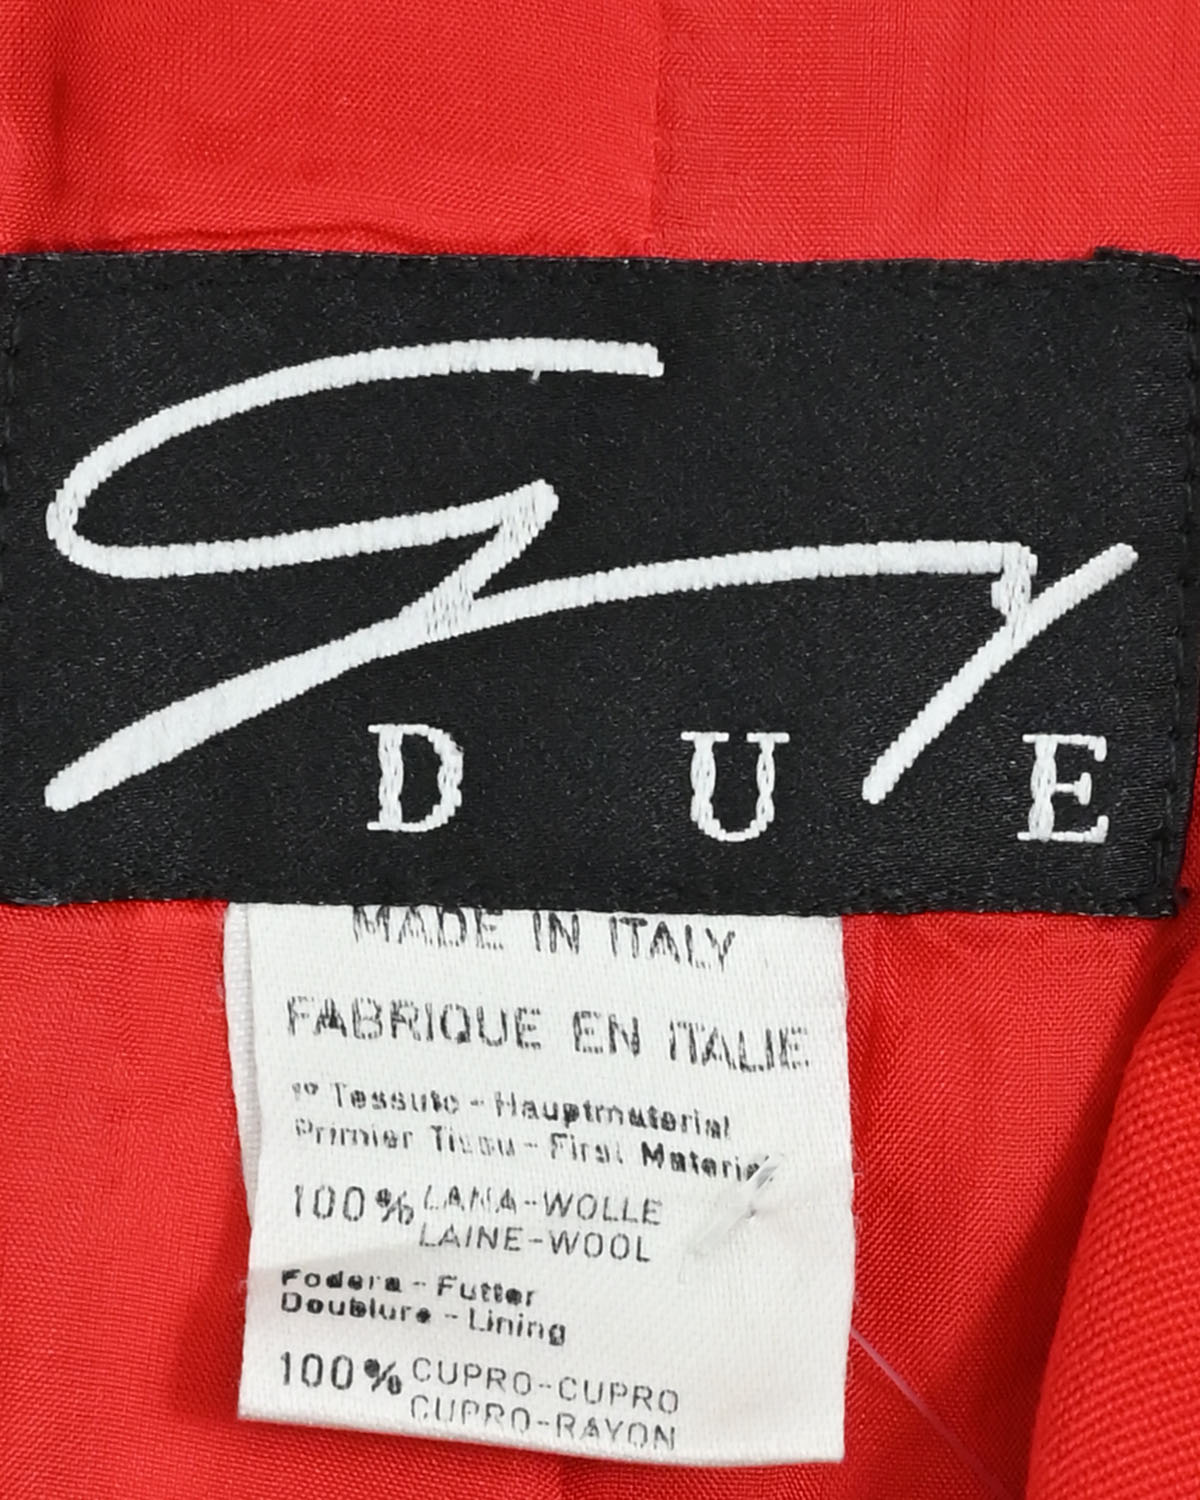 DUE
MADE IN ITALY
FABRIQUE EN ITALIE
1º Tessuto - Hauptmaterial
Primier Tissu - First Material
100% LANA-WOLLE
LAINE-WOOL
Fodera - Futter
Doublure - Lining
100% CUPRO-CUPRO
CUPRO-RAYON